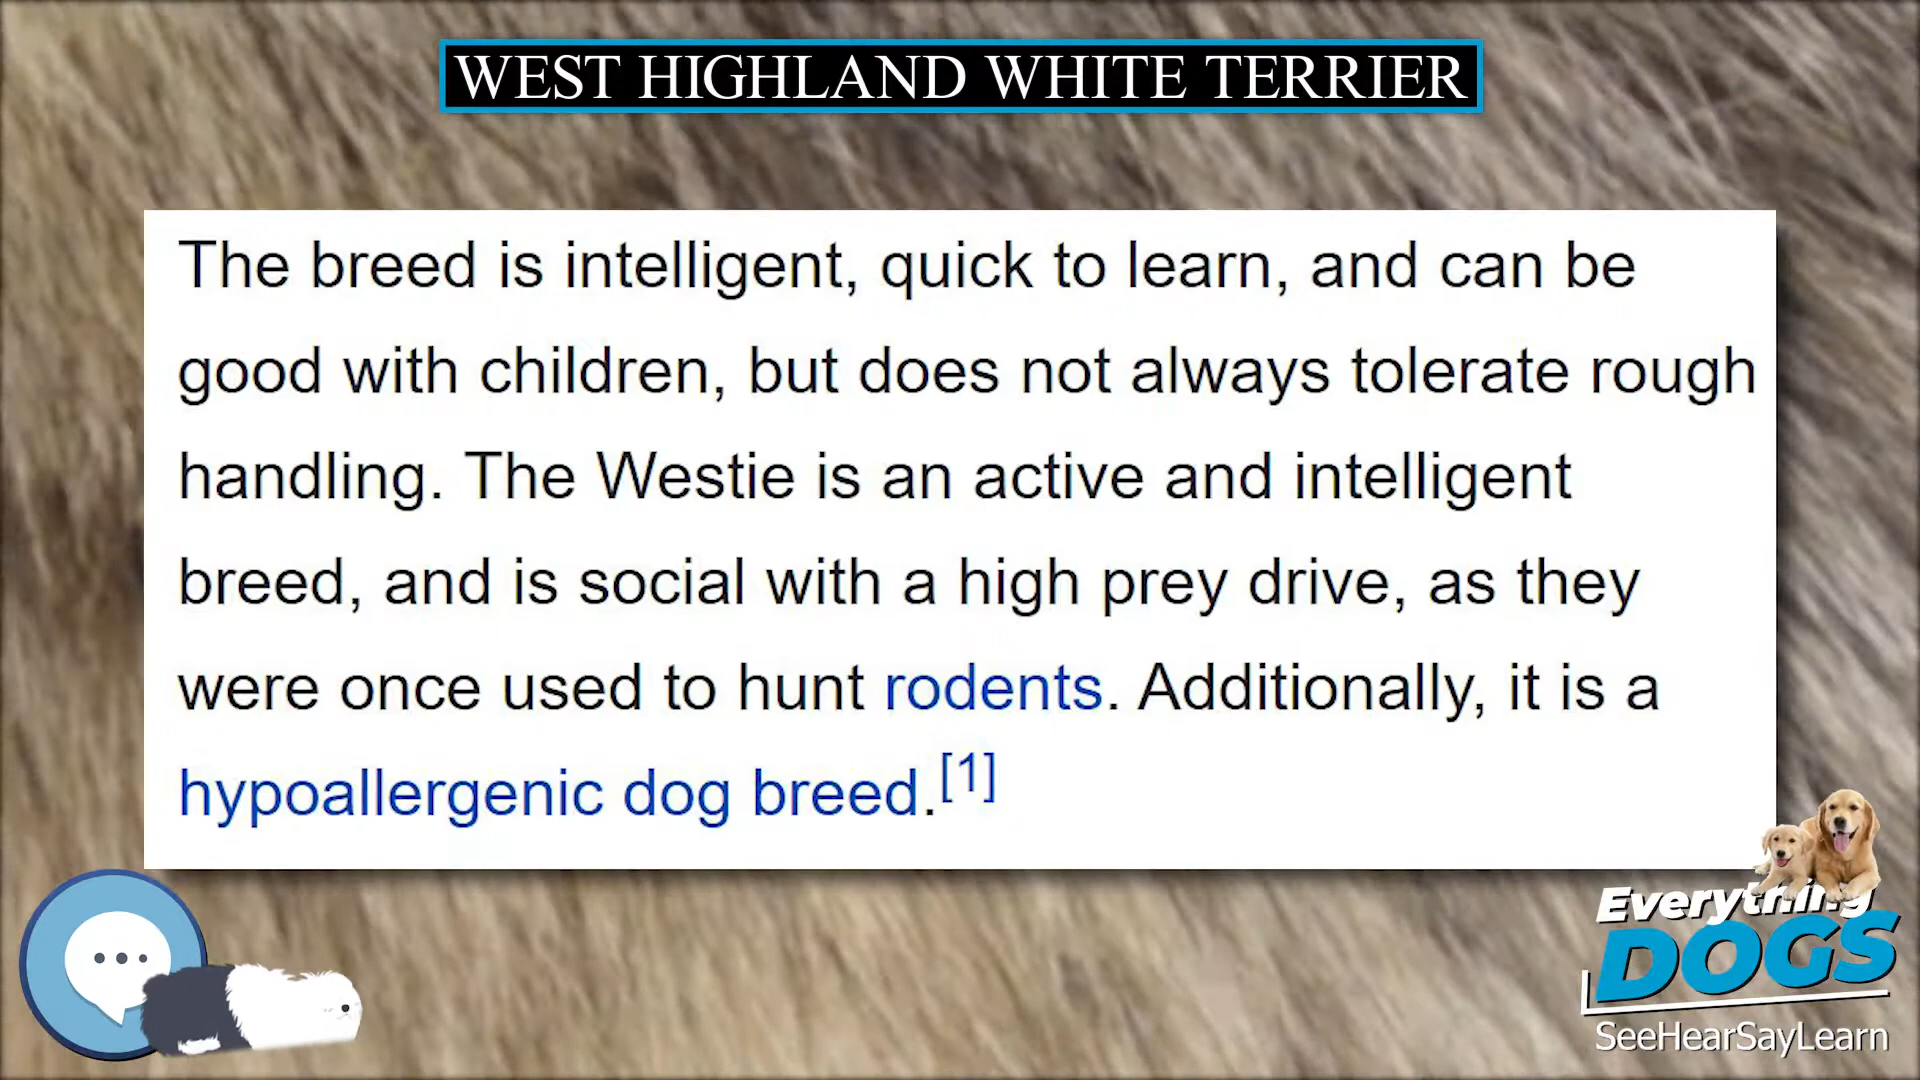 WEST HIGHLAND WHITE TERRIER
The breed is intelligent, quick to learn, and can be
good with children, but does not always tolerate rough
handling. The Westie is an active and intelligent
breed, and is social with a high prey drive, as they
were once used to hunt rodents. Additionally, it is a
hypoallergenic dog breed.[1]
Everything
DOGS
SeeHearSayLearn